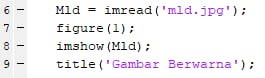 6 - Mld = imread('mld.jpg');
7 - figure(1);
8 - imshow(Mld);
9 - title('Gambar Berwarna');